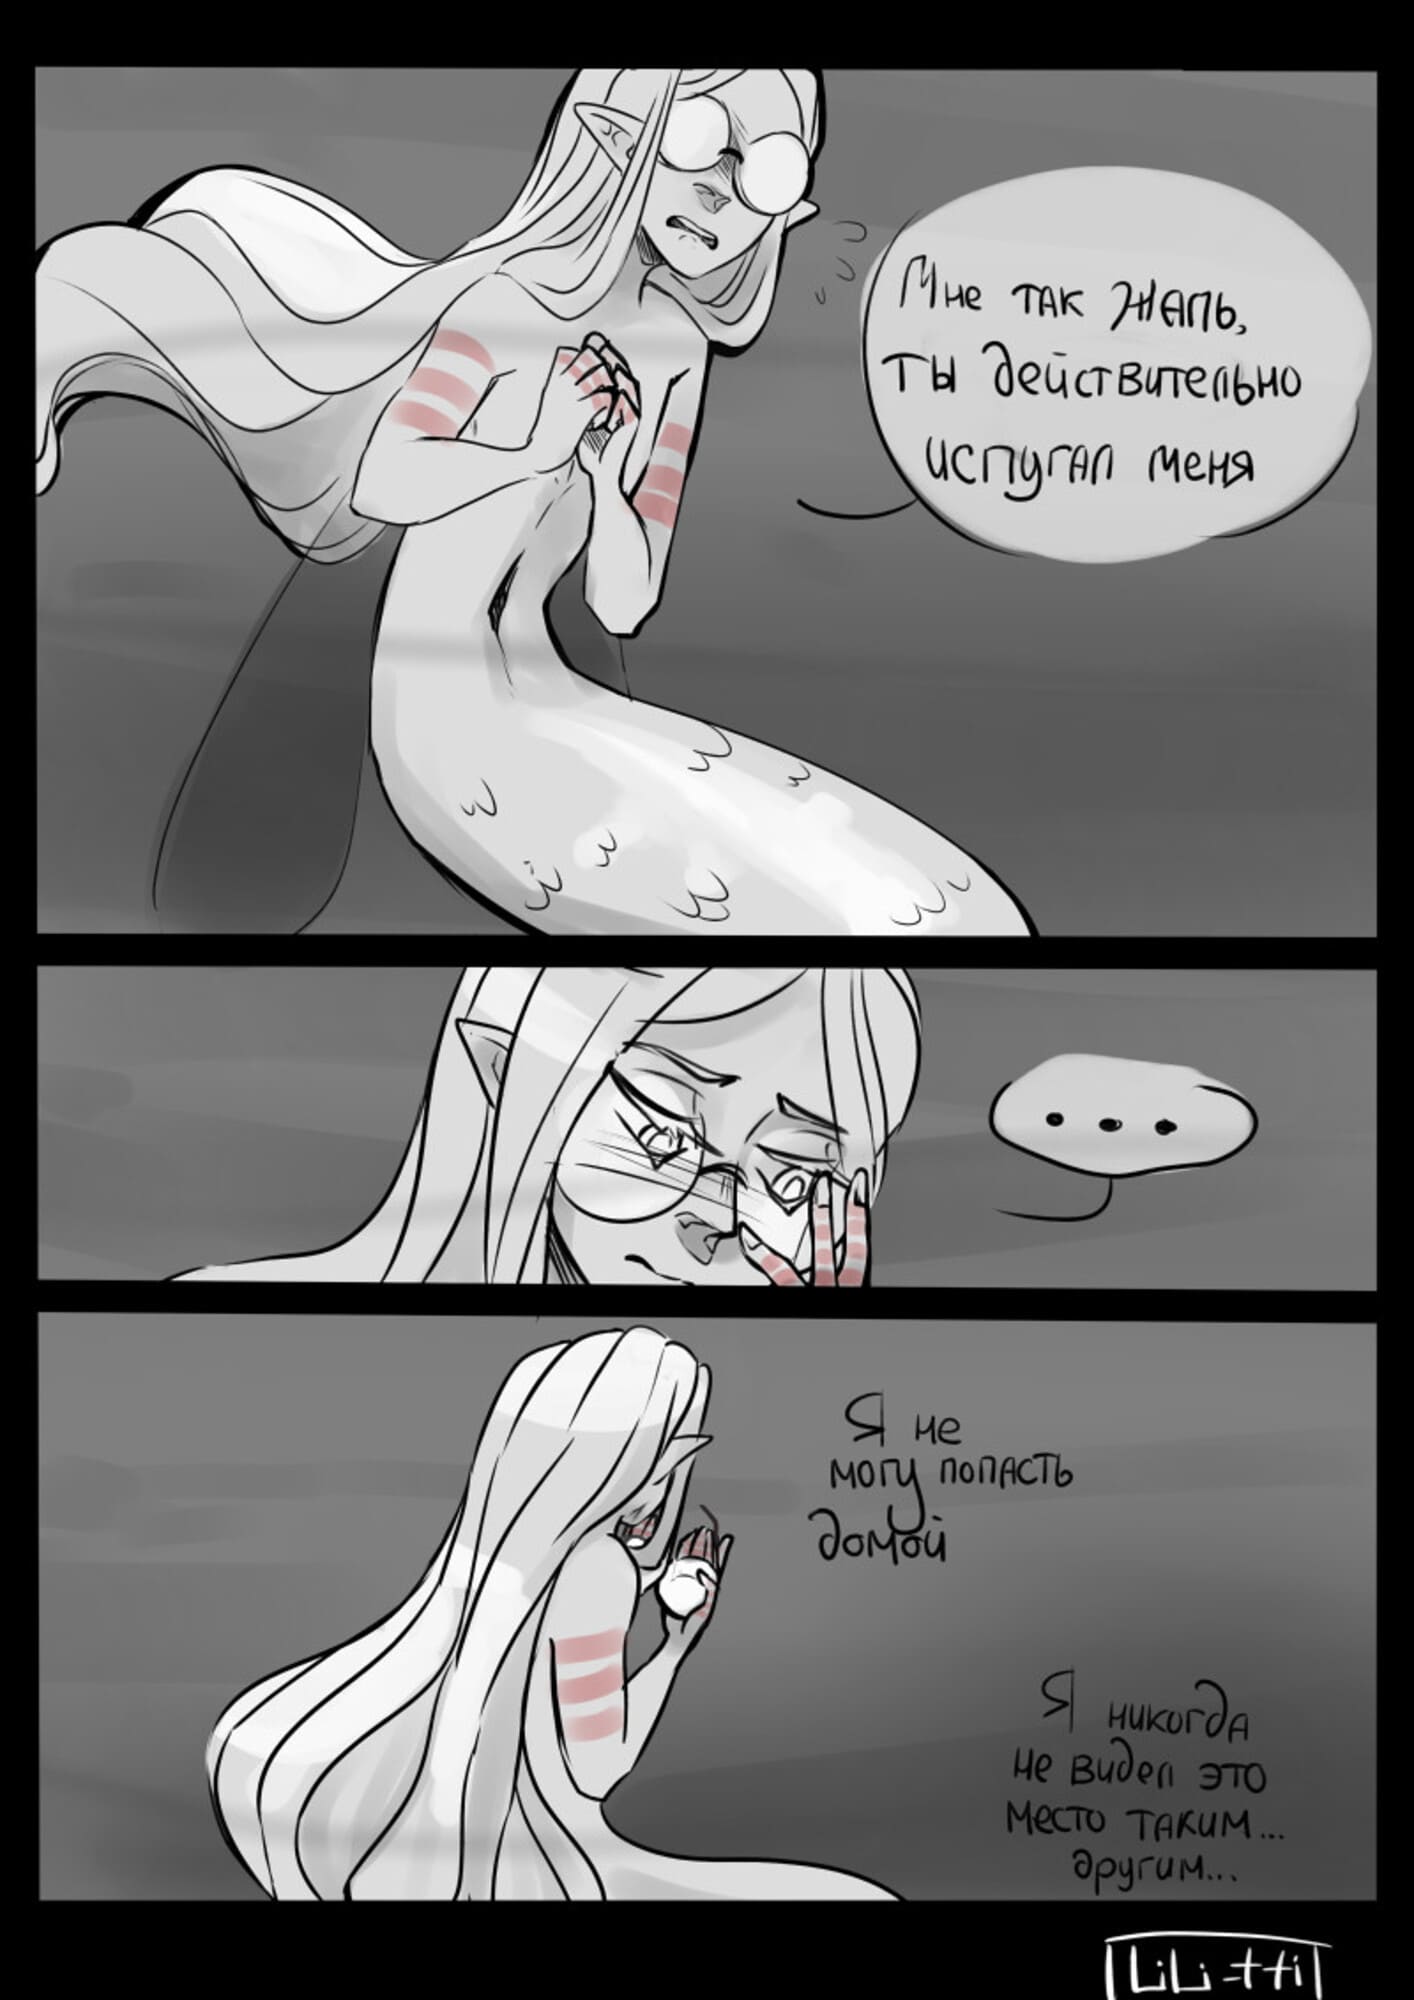 Мне так жаль,
ты действительно
испугал меня
...
Я не
могу попасть
домой
Я никогда
не видел это
место таким...
другим...
LiLi-tti